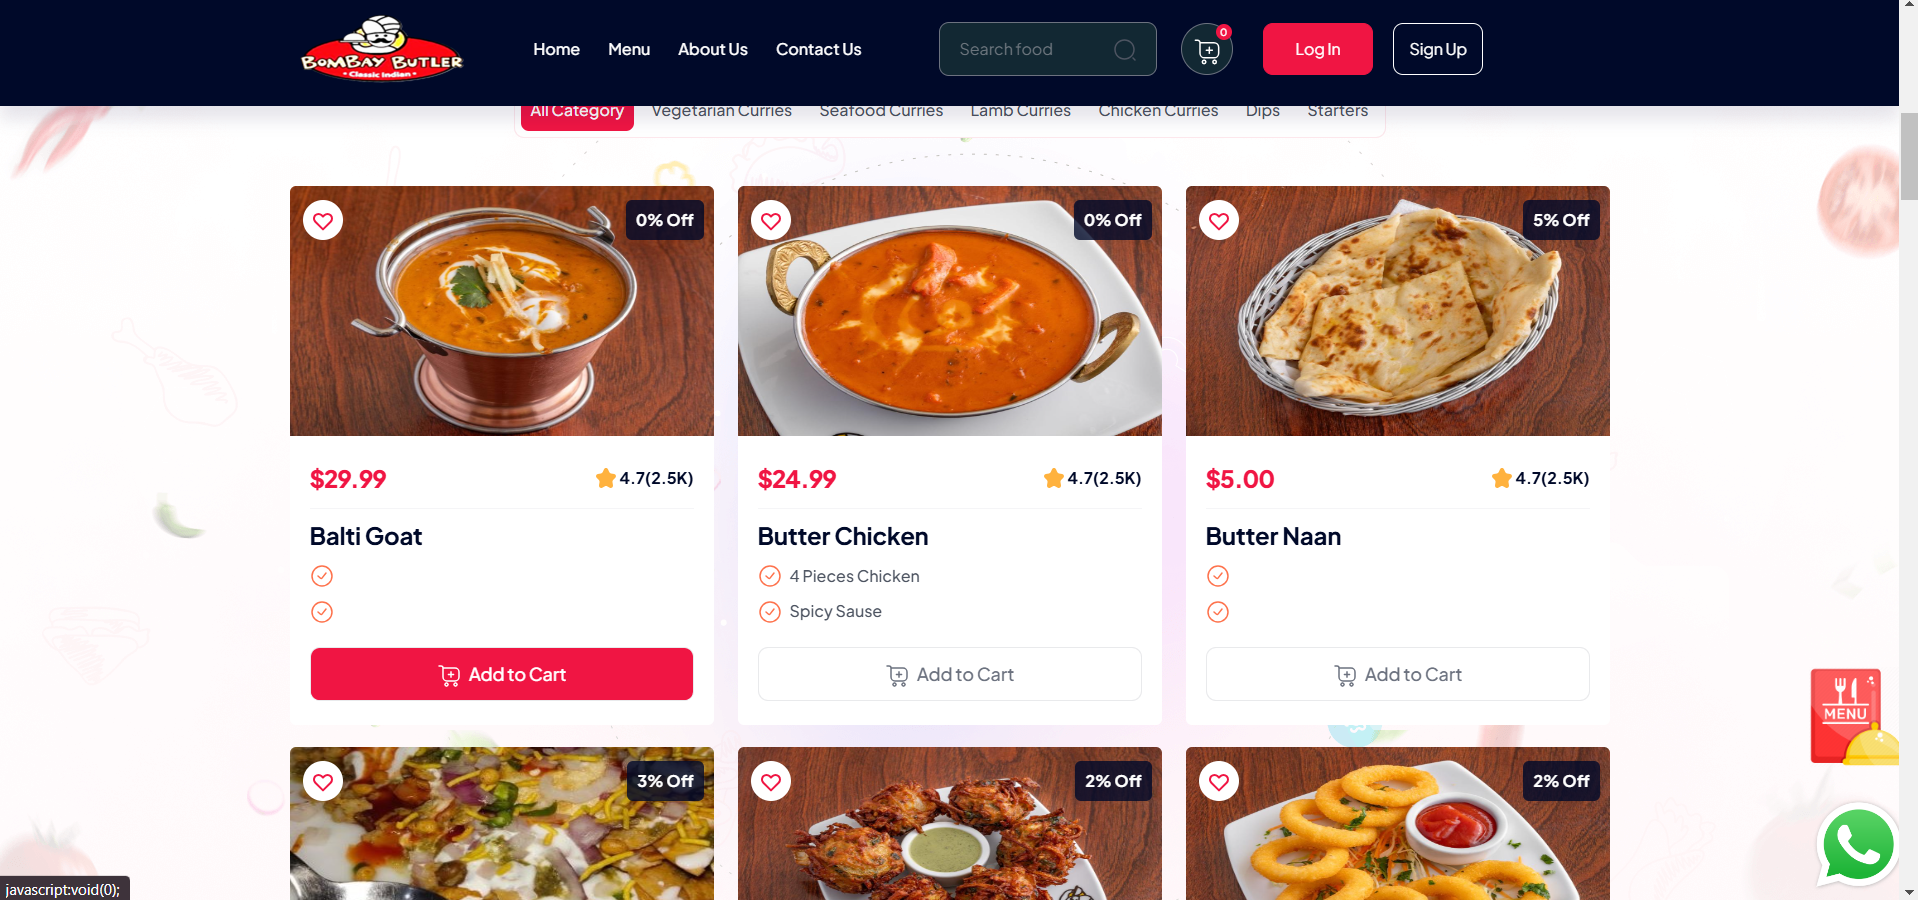 BOMBAY BUTLER
• Classic Indian •
Home Menu About Us Contact Us
Search food
0
Log In
Sign Up
All Category Vegetarian Curries Seafood Curries Lamb Curries Chicken Curries Dips Starters
0% Off
0% Off
5% Off
$29.99
4.7(2.5K)
Balti Goat
Add to Cart
$24.99
4.7(2.5K)
Butter Chicken
4 Pieces Chicken
Spicy Sause
Add to Cart
$5.00
4.7(2.5K)
Butter Naan
Add to Cart
MENU
3% Off
2% Off
2% Off
javascript:void(0);